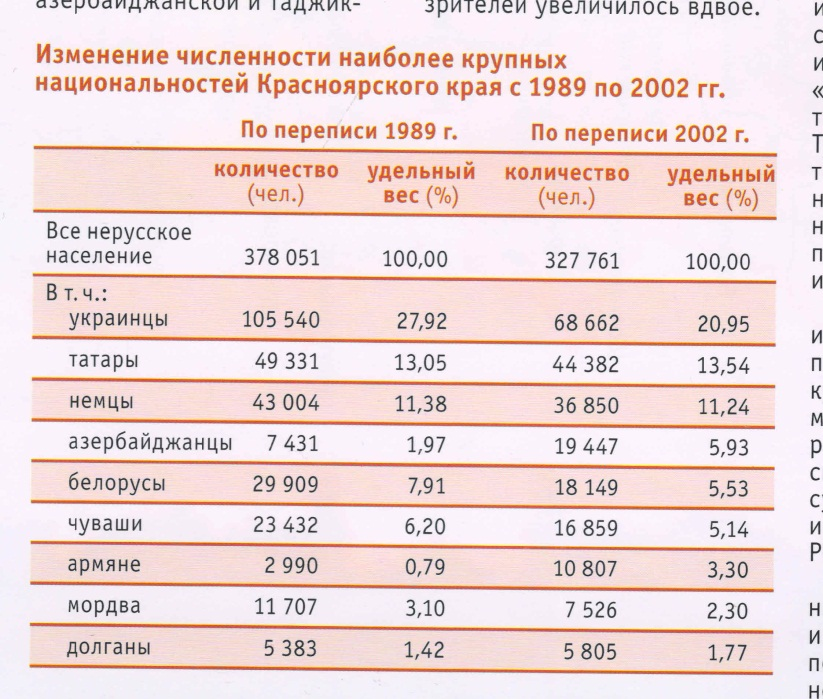 азербайджанской и таджик-
зрителей увеличилось вдвое.
Изменение численности наиболее крупных
национальностей Красноярского края с 1989 по 2002 гг.
По переписи 1989 г. По переписи 2002 г.
количество удельный количество удельный
(чел.) вес (%) (чел.) вес (%)
Все нерусское
население 378 051 100,00 327 761 100,00
В т. ч.:
украинцы 105 540 27,92 68 662 20,95
татары 49 331 13,05 44 382 13,54
немцы 43 004 11,38 36 850 11,24
азербайджанцы 7 431 1,97 19 447 5,93
белорусы 29 909 7,91 18 149 5,53
чуваши 23 432 6,20 16 859 5,14
армяне 2 990 0,79 10 807 3,30
мордва 11 707 3,10 7 526 2,30
долганы 5 383 1,42 5 805 1,77